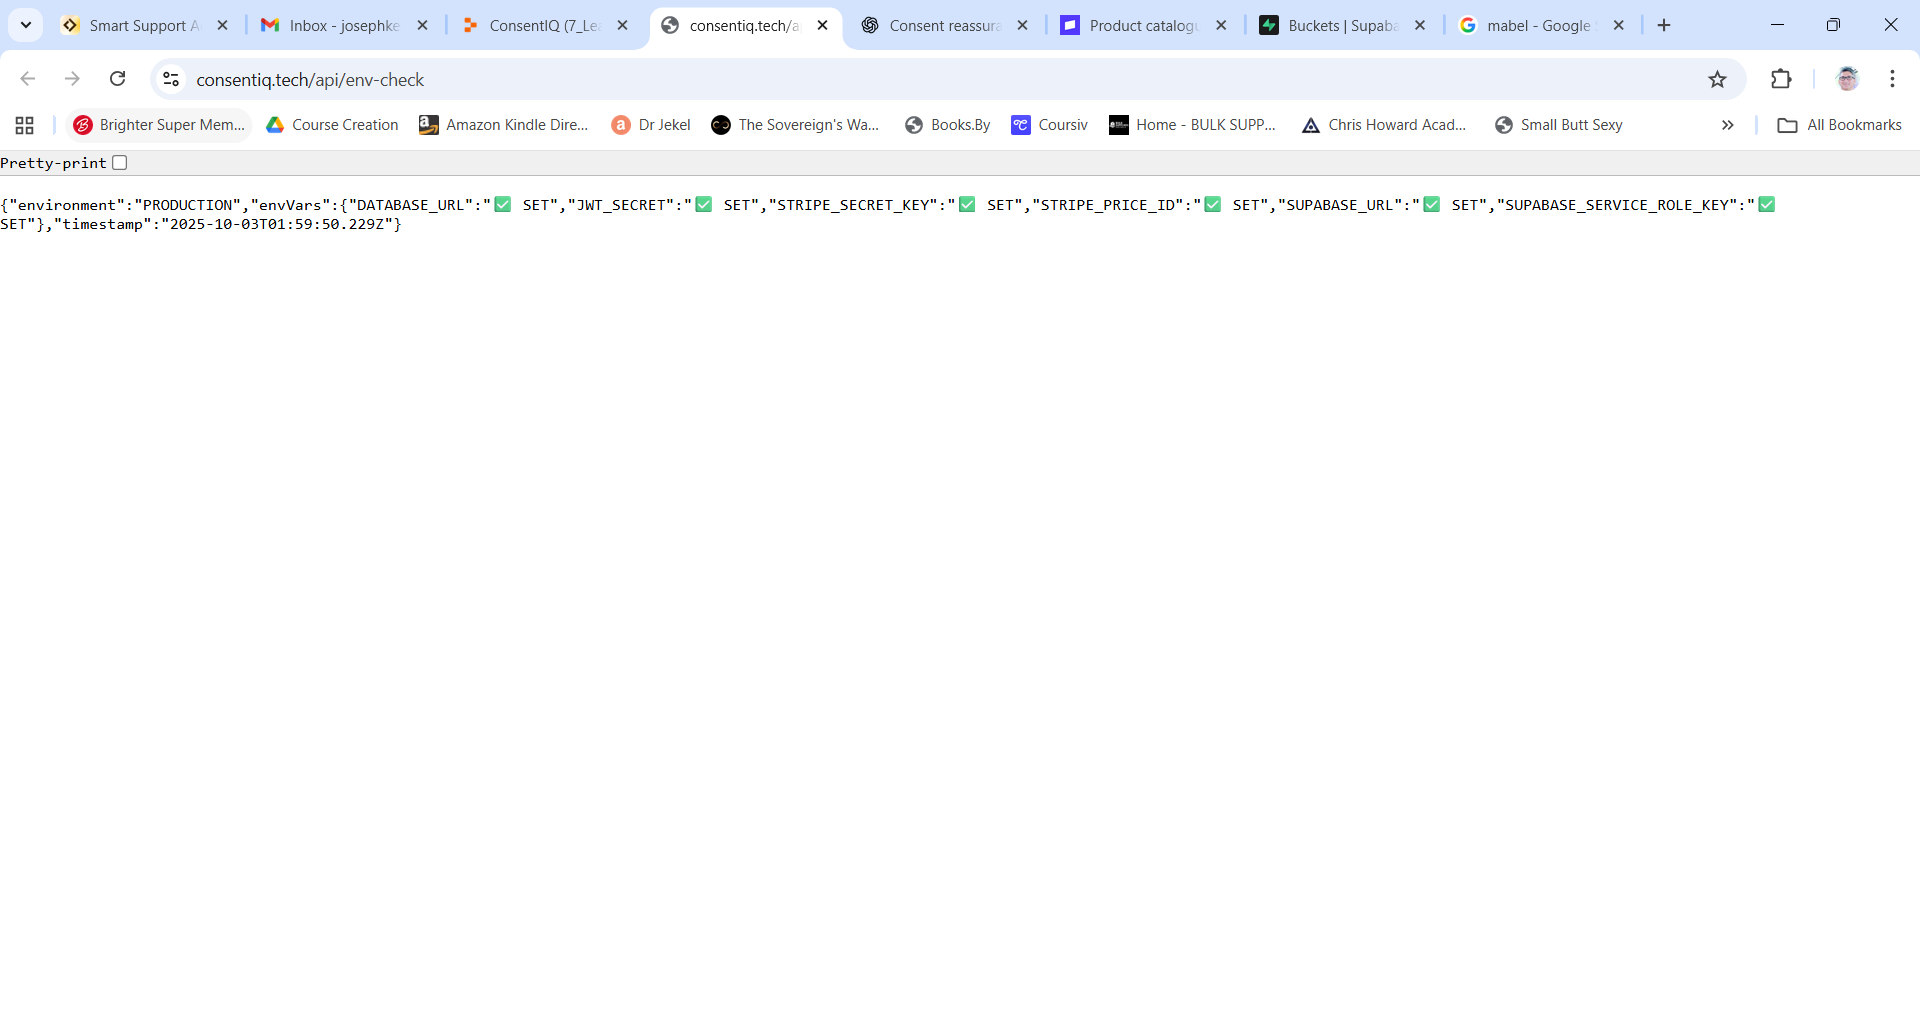 Smart Support A
Inbox - josephke
ConsentIQ (7_Lea
consentiq.tech/a
Consent reassura
Product catalogu
Buckets | Supaba
mabel - Google S
consentiq.tech/api/env-check
Brighter Super Mem...
Course Creation
Amazon Kindle Dire...
Dr Jekel
The Sovereign's Wa...
Books.By
Coursiv
Home - BULK SUPP...
Chris Howard Acad...
Small Butt Sexy
All Bookmarks
Pretty-print
{"environment":"PRODUCTION","envVars":{"DATABASE_URL":"✅ SET","JWT_SECRET":"✅ SET","STRIPE_SECRET_KEY":"✅ SET","STRIPE_PRICE_ID":"✅ SET","SUPABASE_URL":"✅ SET","SUPABASE_SERVICE_ROLE_KEY":"✅
SET"},"timestamp":"2025-10-03T01:59:50.229Z"}